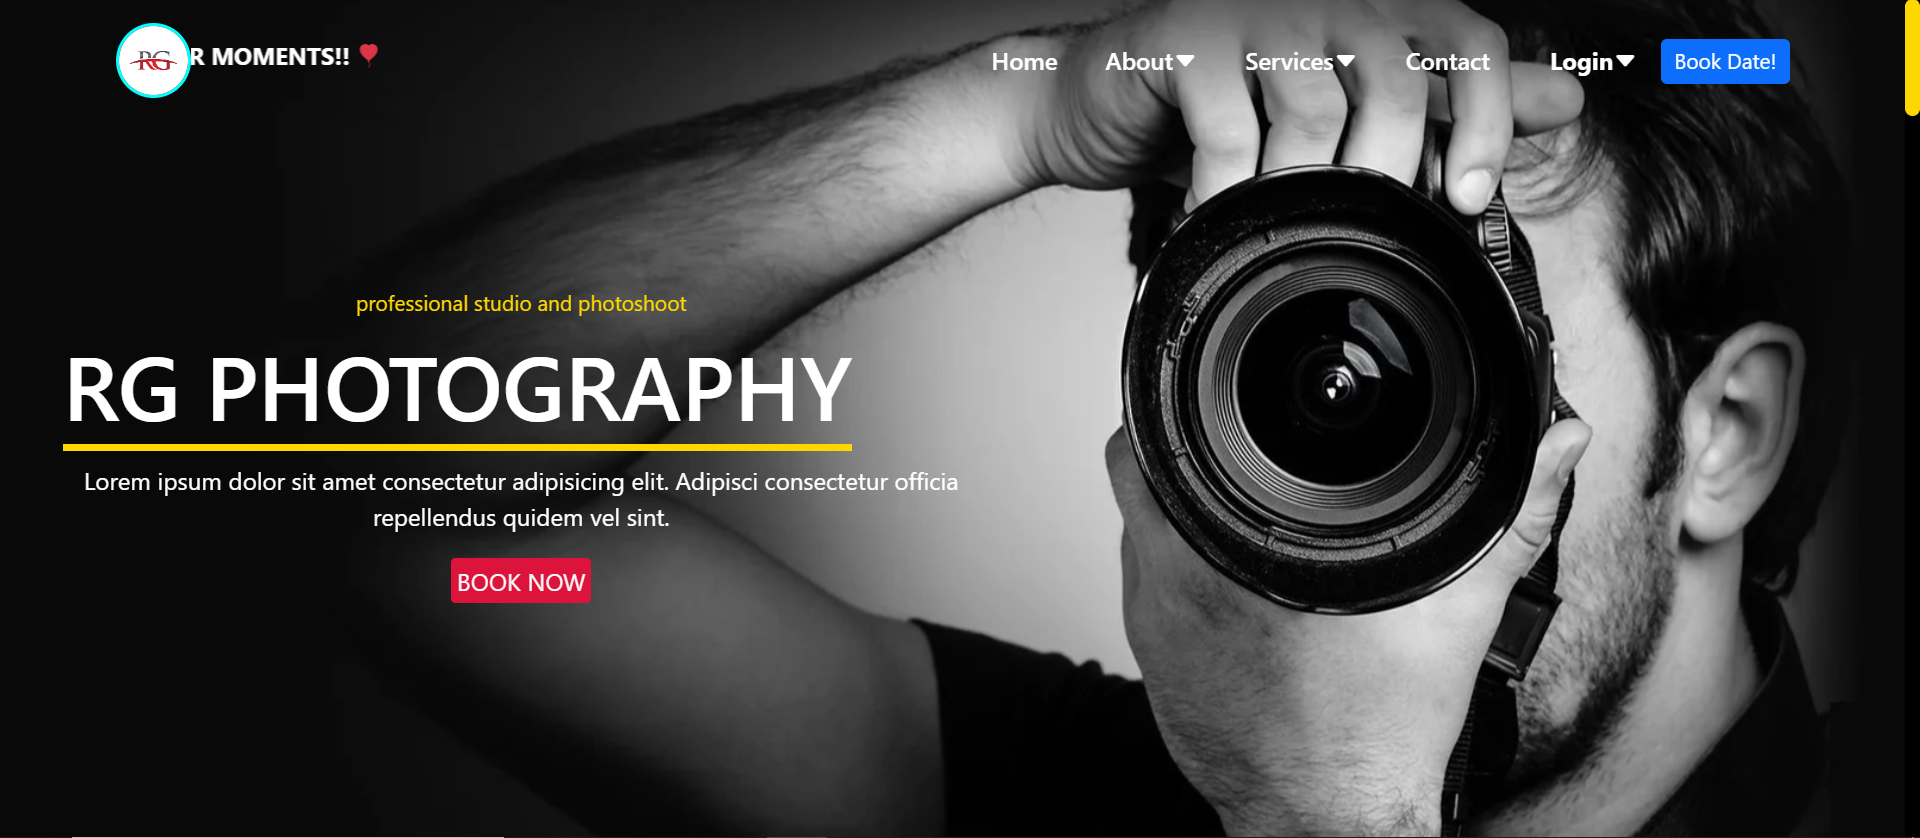 RG
R MOMENTS!!
Home
About
Services
Contact
Login
Book Date!
professional studio and photoshoot
RG PHOTOGRAPHY
Lorem ipsum dolor sit amet consectetur adipisicing elit. Adipisci consectetur officia
repellendus quidem vel sint.
BOOK NOW